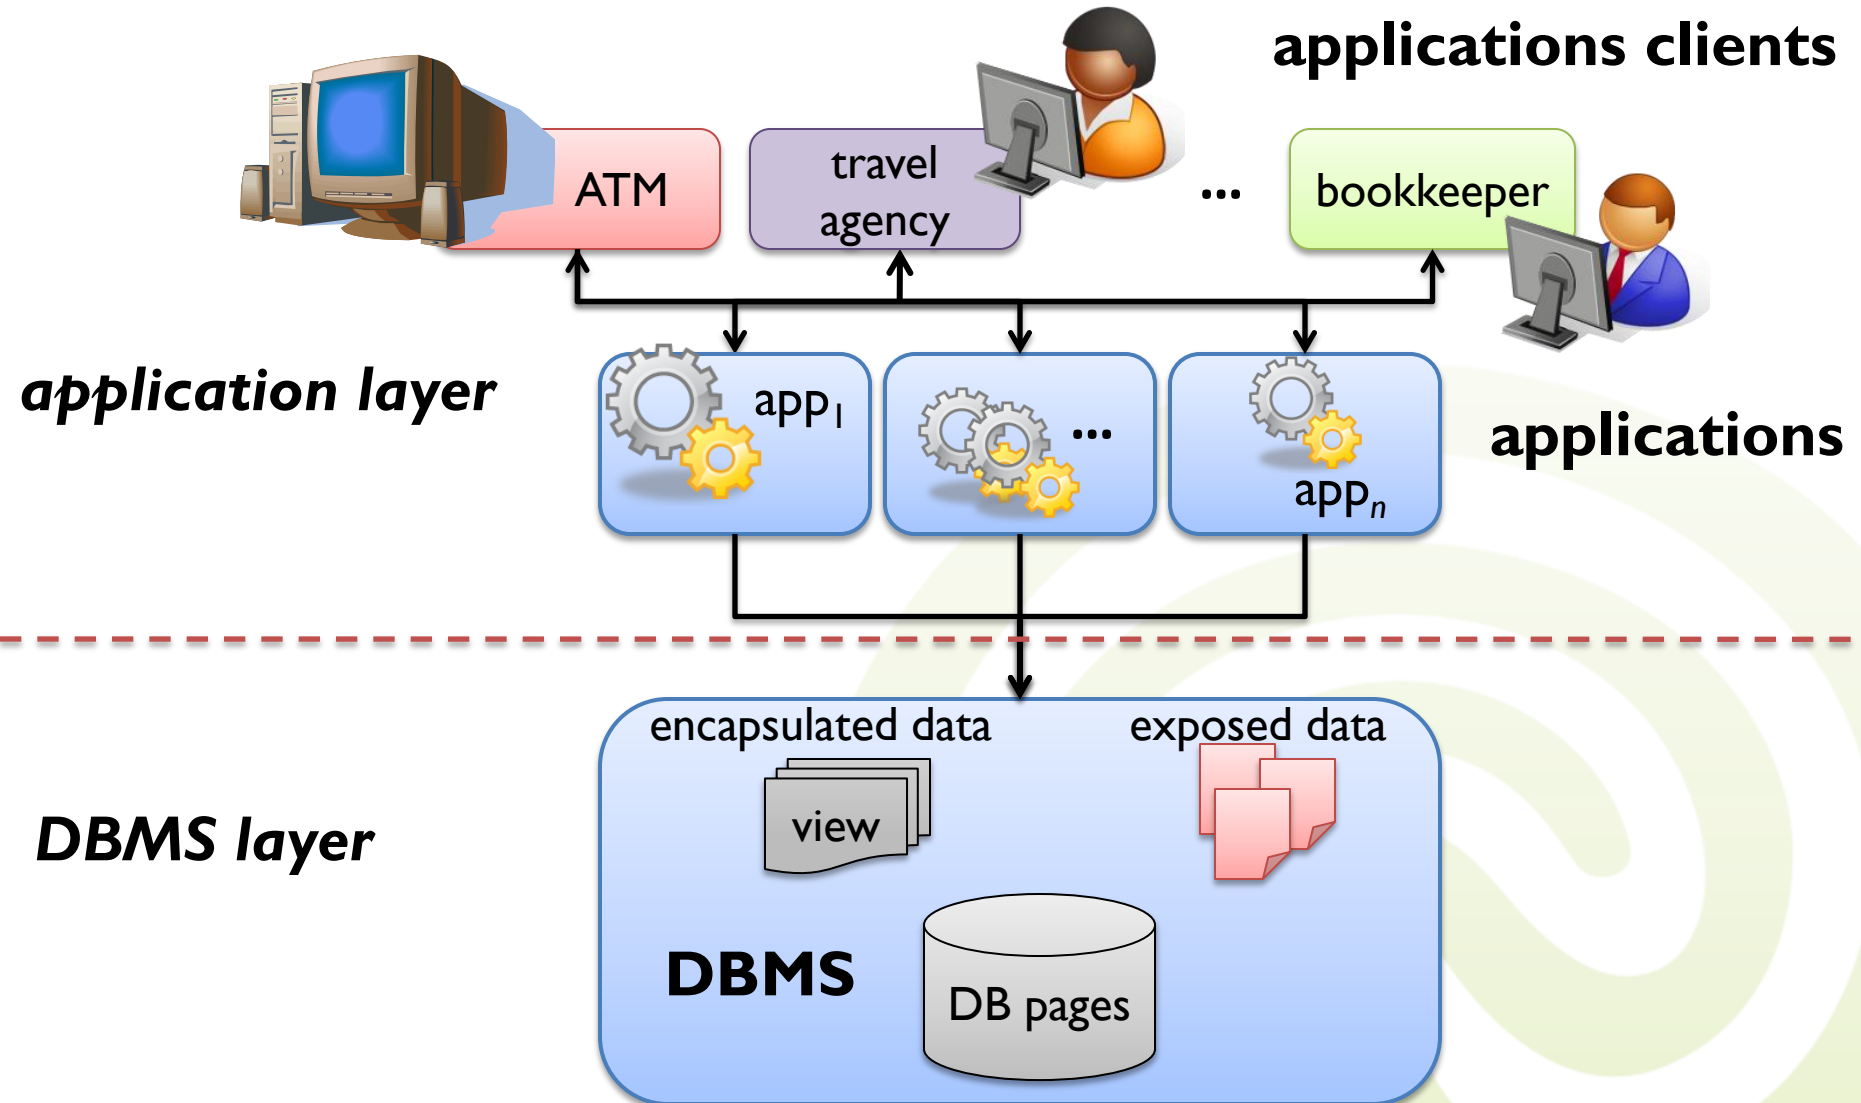 applications clients
ATM
travel
agency
...
bookkeeper
application layer
app1
...
appn
applications
encapsulated data
exposed data
view
DBMS layer
DBMS
DB pages